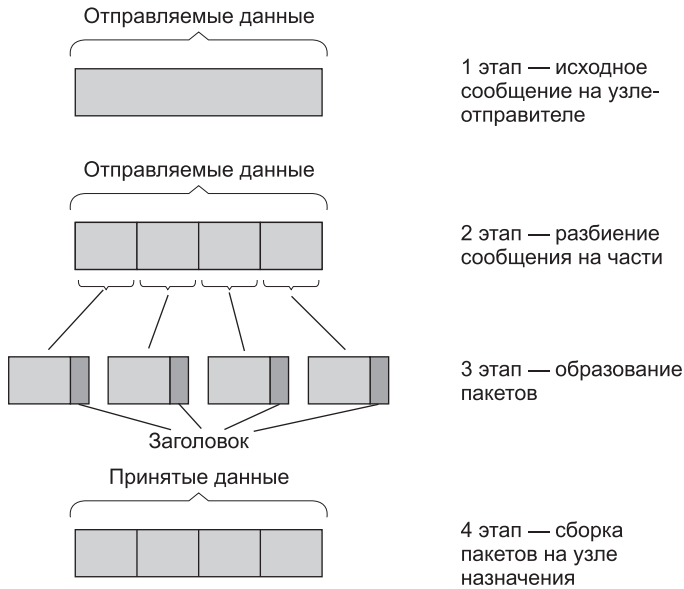 Отправляемые данные
1 этап — исходное
сообщение на узле-
отправителе
Отправляемые данные
2 этап — разбиение
сообщения на части
3 этап — образование
пакетов
Заголовок
Принятые данные
4 этап — сборка
пакетов на узле
назначения